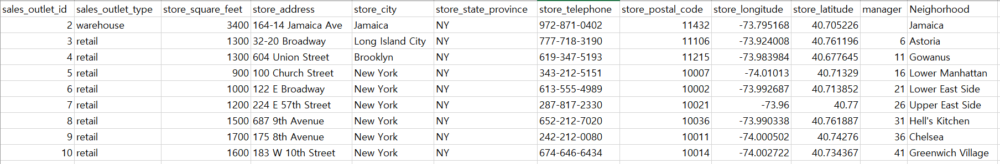 sales_outlet_id sales_outlet_type store_square_feet store_address store_city store_state_province store_telephone store_postal_code store_longitude store_latitude manager Neighorhood
2 warehouse 3400 164-14 Jamaica Ave Jamaica NY 972-871-0402 11432 -73.795168 40.705226 Jamaica
3 retail 1300 32-20 Broadway Long Island City NY 777-718-3190 11106 -73.924008 40.761196 6 Astoria
4 retail 1300 604 Union Street Brooklyn NY 619-347-5193 11215 -73.983984 40.677645 11 Gowanus
5 retail 900 100 Church Street New York NY 343-212-5151 10007 -74.01013 40.71329 16 Lower Manhattan
6 retail 1000 122 E Broadway New York NY 613-555-4989 10002 -73.992687 40.713852 21 Lower East Side
7 retail 1200 224 E 57th Street New York NY 287-817-2330 10021 -73.96 40.77 26 Upper East Side
8 retail 1500 687 9th Avenue New York NY 652-212-7020 10036 -73.990338 40.761887 31 Hell's Kitchen
9 retail 1700 175 8th Avenue New York NY 242-212-0080 10011 -74.000502 40.74276 36 Chelsea
10 retail 1600 183 W 10th Street New York NY 674-646-6434 10014 -74.002722 40.734367 41 Greenwich Village